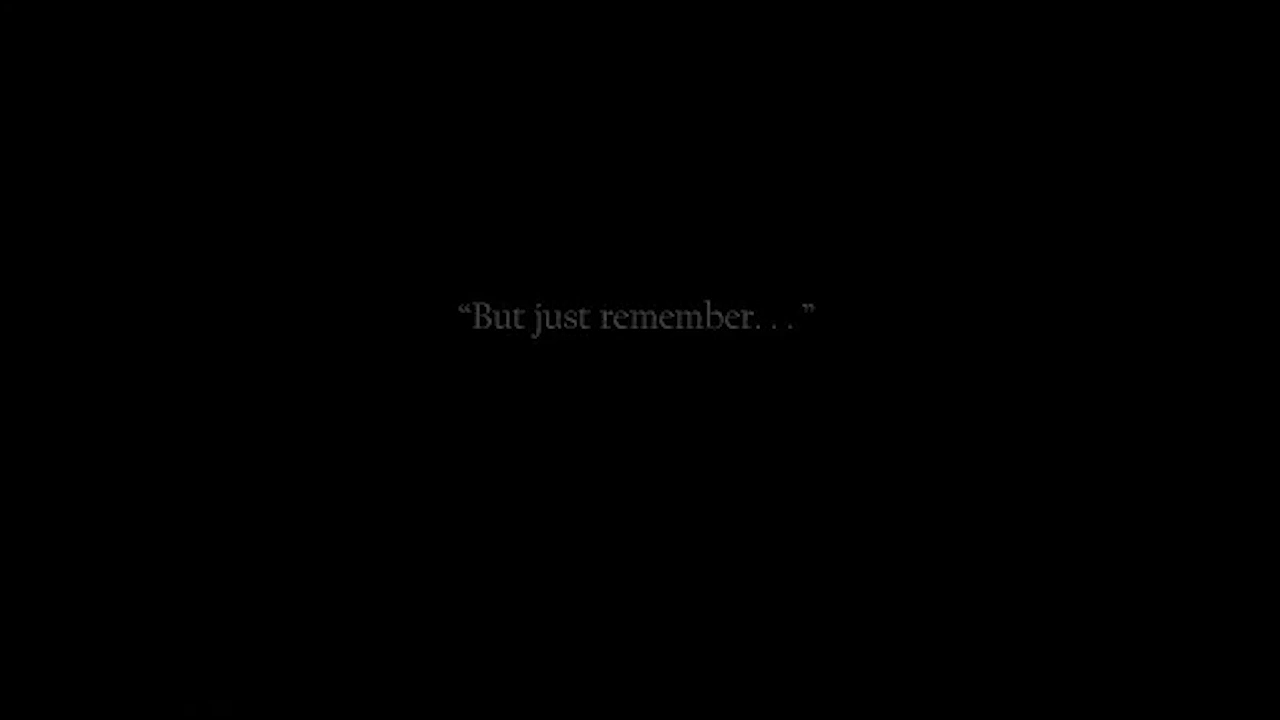 “But just remember. . . ”